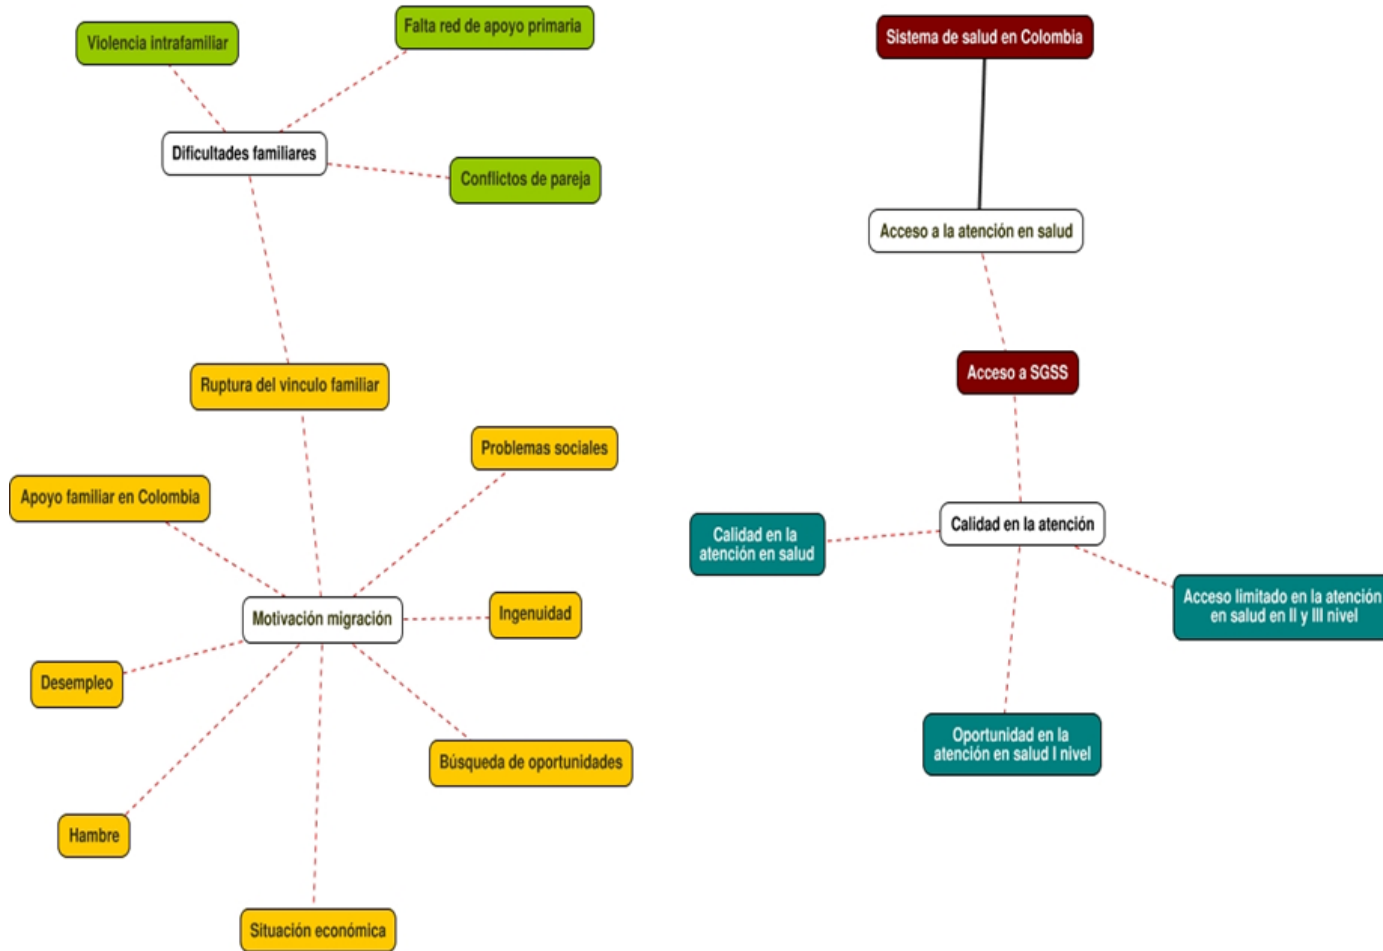 Violencia intrafamiliar
Falta red de apoyo primaria
Dificultades familiares
Conflictos de pareja
Ruptura del vinculo familiar
Problemas sociales
Apoyo familiar en Colombia
Motivación migración
Ingenuidad
Desempleo
Búsqueda de oportunidades
Hambre
Situación económica
Sistema de salud en Colombia
Acceso a la atención en salud
Acceso a SGSS
Calidad en la atención
Calidad en la
atención en salud
Acceso limitado en la atención
en salud en II y III nivel
Oportunidad en la
atención en salud I nivel